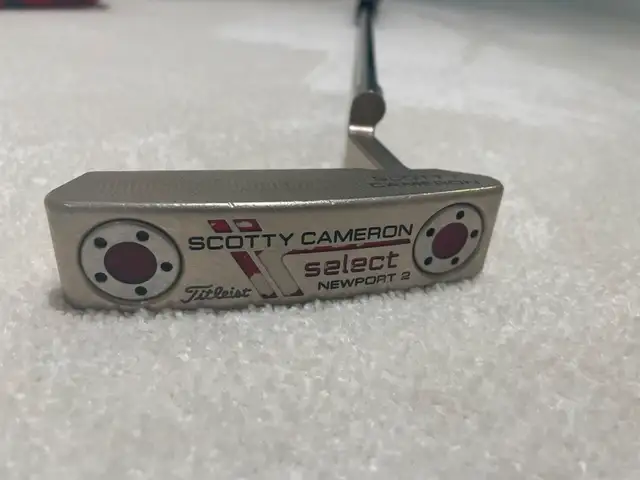 SCOTTY
CAMERON
SCOTTY CAMERON
select
Titleist
NEWPORT 2